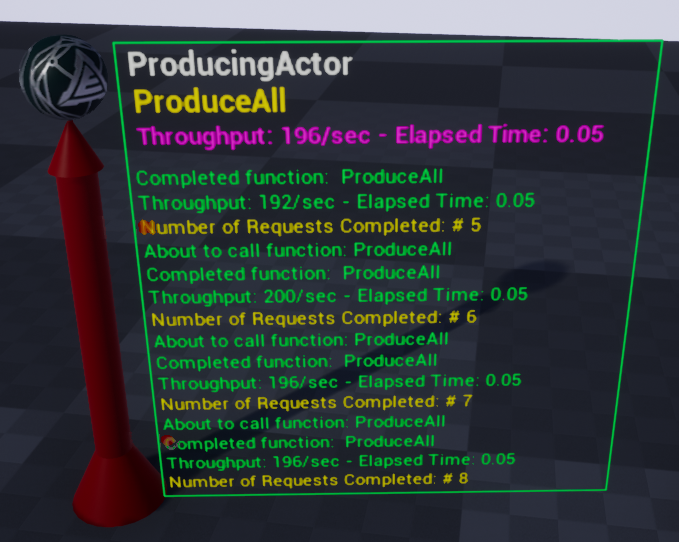 ProducingActor
ProduceAll
Throughput: 196/sec - Elapsed Time: 0.05
Completed function: ProduceAll
Throughput: 192/sec - Elapsed Time: 0.05
Number of Requests Completed: # 5
About to call function: ProduceAll
Completed function: ProduceAll
Throughput: 200/sec - Elapsed Time: 0.05
Number of Requests Completed: # 6
About to call function: ProduceAll
Completed function: ProduceAll
Throughput: 196/sec - Elapsed Time: 0.05
Number of Requests Completed: # 7
About to call function: ProduceAll
Completed function: ProduceAll
Throughput: 196/sec - Elapsed Time: 0.05
Number of Requests Completed: # 8